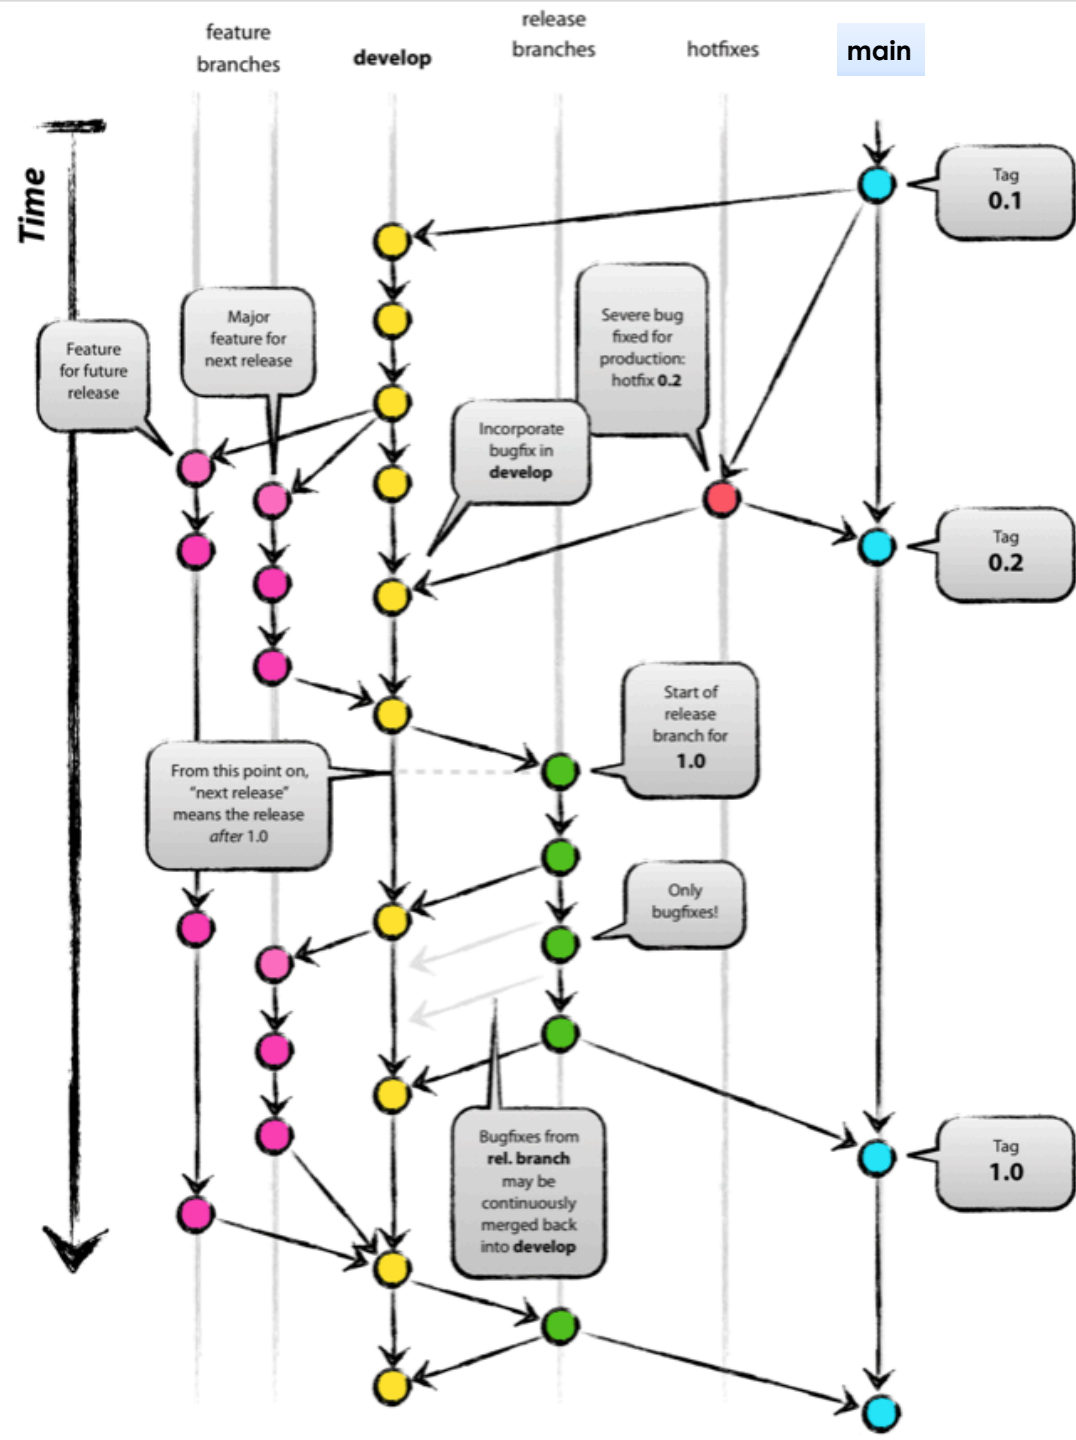 feature
branches
develop
release
branches
hotfixes
main
Time
Tag
0.1
Major
feature for
next release
Feature
for future
release
Severe bug
fixed for
production:
hotfix 0.2
Incorporate
bugfix in
develop
Tag
0.2
Start of
release
branch for
1.0
From this point on,
“next release”
means the release
after 1.0
Only
bugfixes!
Bugfixes from
rel. branch
may be
continuously
merged back
into develop
Tag
1.0